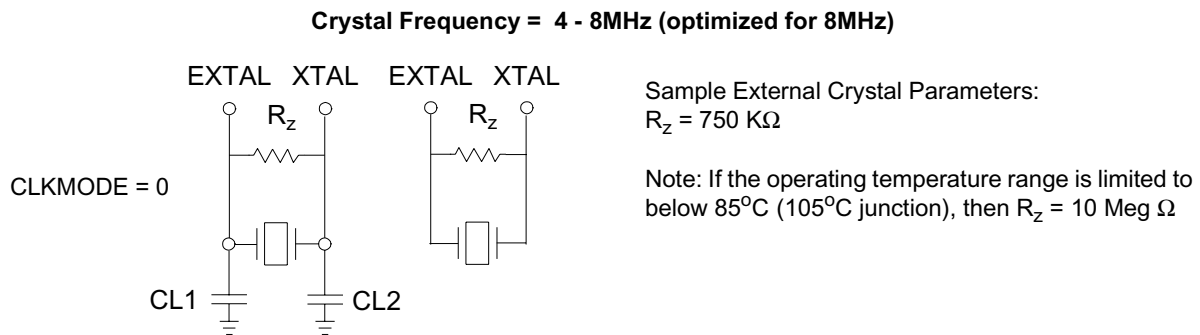 Crystal Frequency = 4 - 8MHz (optimized for 8MHz)
EXTAL XTAL EXTAL XTAL
R_z R_z
CLKMODE = 0
CL1 CL2
Sample External Crystal Parameters:
R_z = 750 KΩ
Note: If the operating temperature range is limited to
below 85°C (105°C junction), then R_z = 10 Meg Ω